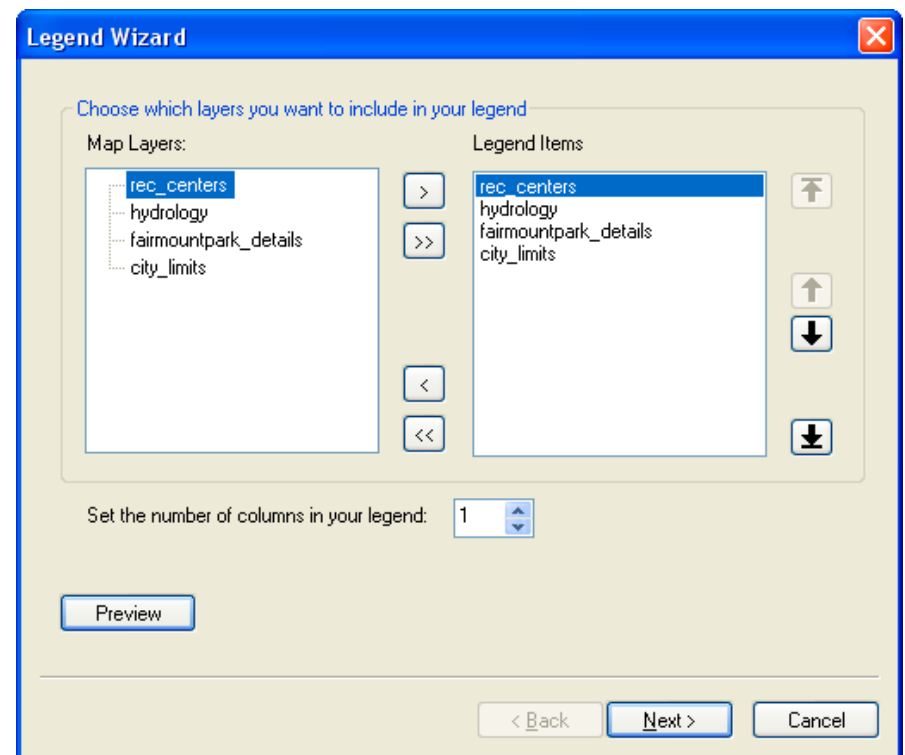 Legend Wizard
Choose which layers you want to include in your legend
Map Layers:
rec_centers
hydrology
fairmountpark_details
city_limits
>
>>
<
<<
Legend Items
rec_centers
hydrology
fairmountpark_details
city_limits
Set the number of columns in your legend: 1
Preview
< Back Next > Cancel